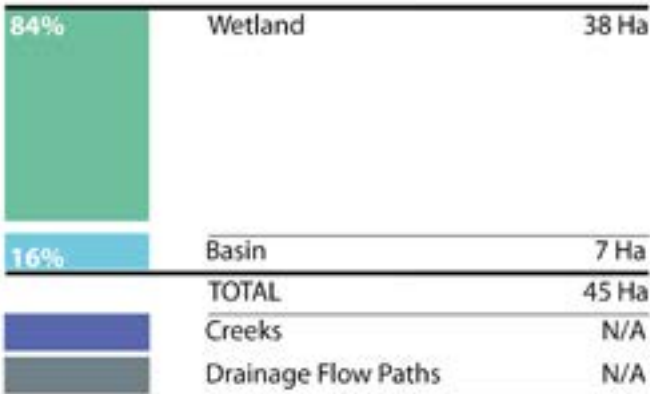 84% Wetland 38 Ha
16% Basin 7 Ha
TOTAL 45 Ha
Creeks N/A
Drainage Flow Paths N/A